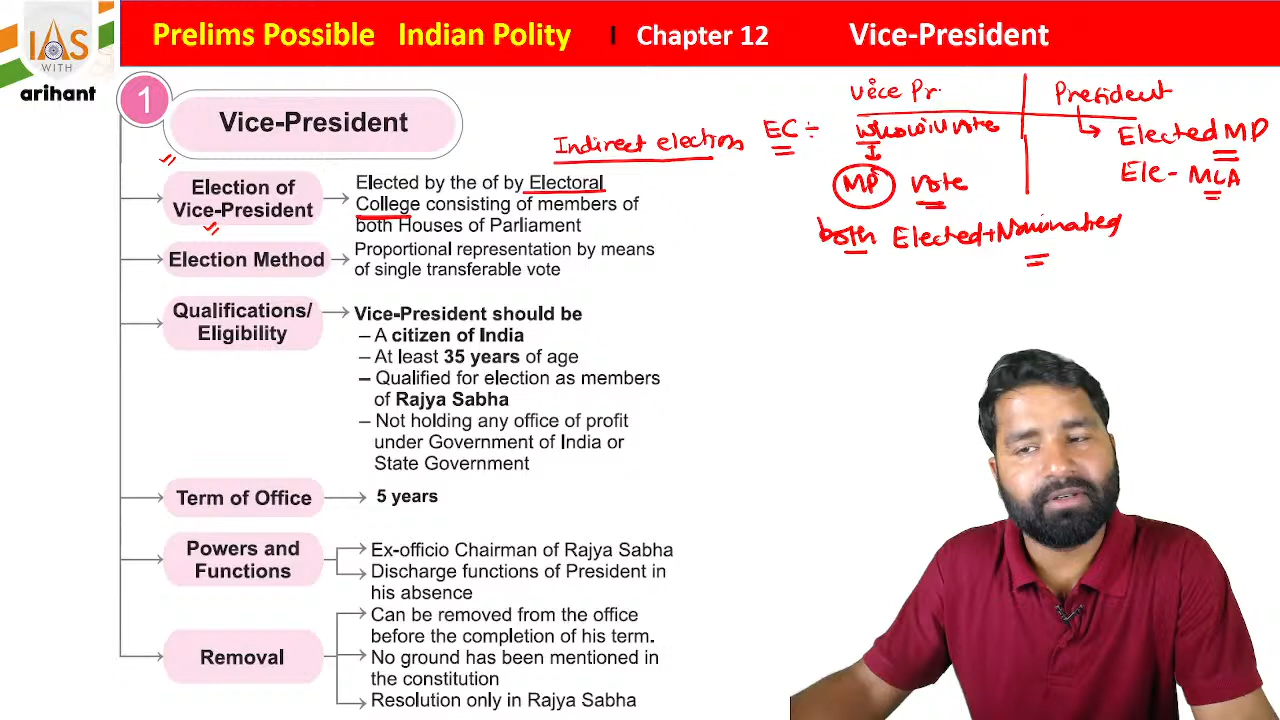 IAS
WITH
arihant
Prelims Possible Indian Polity | Chapter 12 Vice-President
1
Vice-President
Election of
Vice-President
Elected by the of by Electoral
College consisting of members of
both Houses of Parliament
Election Method
Proportional representation by means
of single transferable vote
Qualifications/
Eligibility
Vice-President should be
– A citizen of India
– At least 35 years of age
– Qualified for election as members
of Rajya Sabha
– Not holding any office of profit
under Government of India or
State Government
Term of Office
5 years
Powers and
Functions
Ex-officio Chairman of Rajya Sabha
Discharge functions of President in
his absence
Removal
Can be removed from the office
before the completion of his term.
No ground has been mentioned in
the constitution
Resolution only in Rajya Sabha
Indirect election
EC :-
Vice Pr.
who will vote
MP vote
both Elected+Nominated
President
Elected MP
Ele - MLA